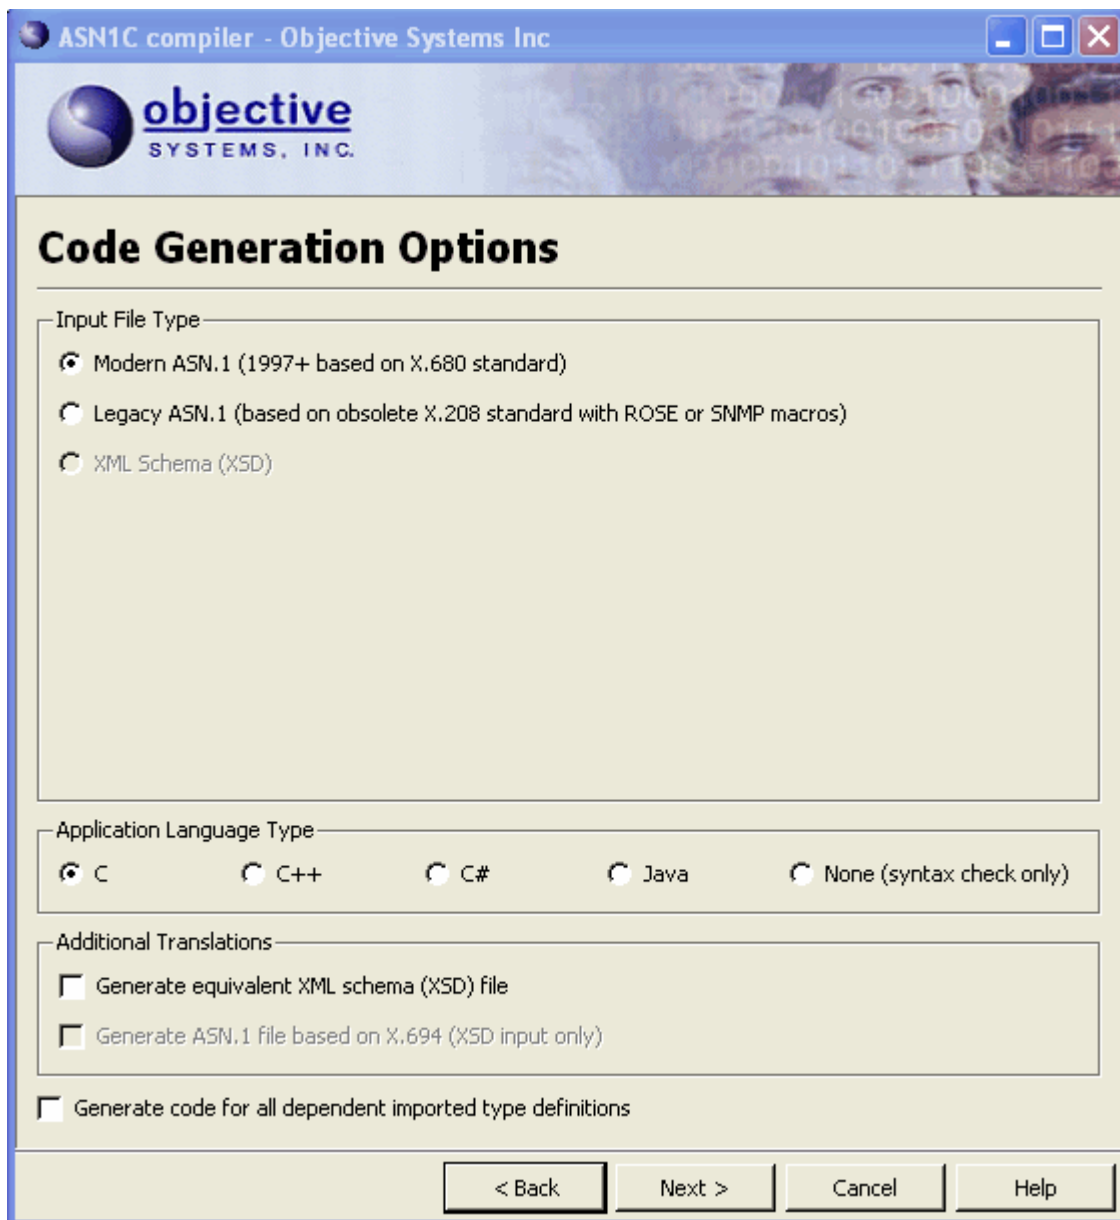 ASN1C compiler - Objective Systems Inc
objective
SYSTEMS, INC.
Code Generation Options
Input File Type
Modern ASN.1 (1997+ based on X.680 standard)
Legacy ASN.1 (based on obsolete X.208 standard with ROSE or SNMP macros)
XML Schema (XSD)
Application Language Type
C C++ C# Java None (syntax check only)
Additional Translations
Generate equivalent XML schema (XSD) file
Generate ASN.1 file based on X.694 (XSD input only)
Generate code for all dependent imported type definitions
< Back Next > Cancel Help